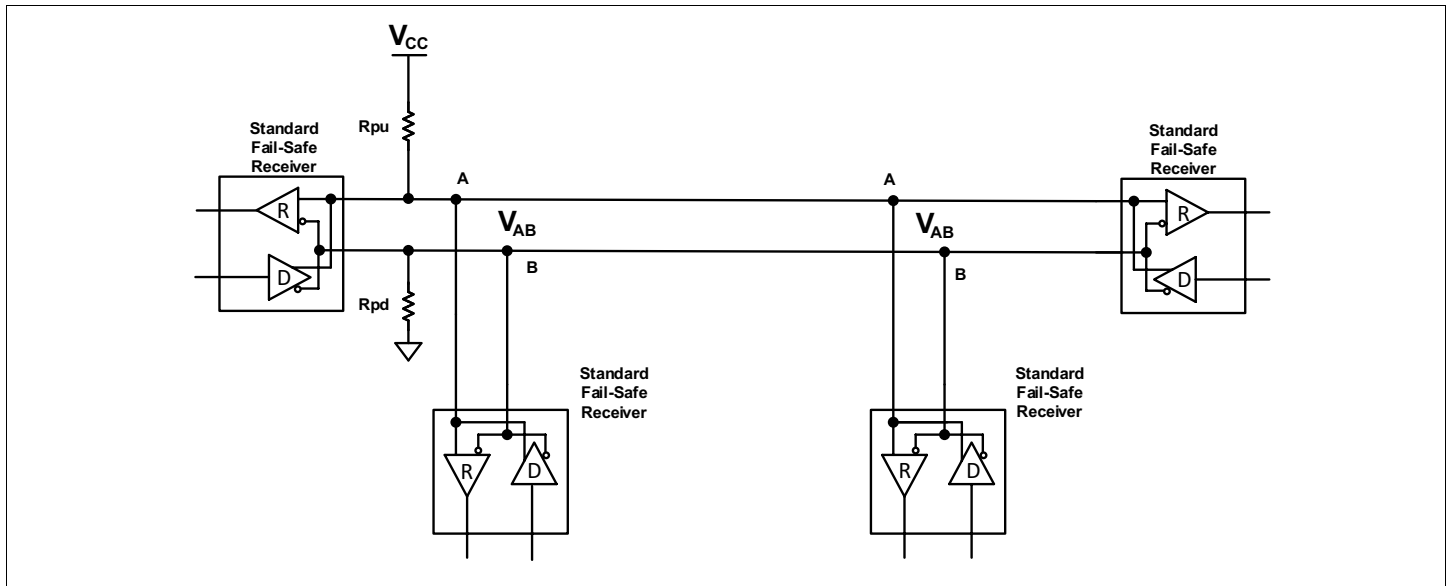 VCC
Rpu
Standard
Fail-Safe
Receiver
Standard
Fail-Safe
Receiver
A
A
R
R
VAB
VAB
B
B
D
D
Rpd
Standard
Fail-Safe
Receiver
Standard
Fail-Safe
Receiver
R
D
R
D